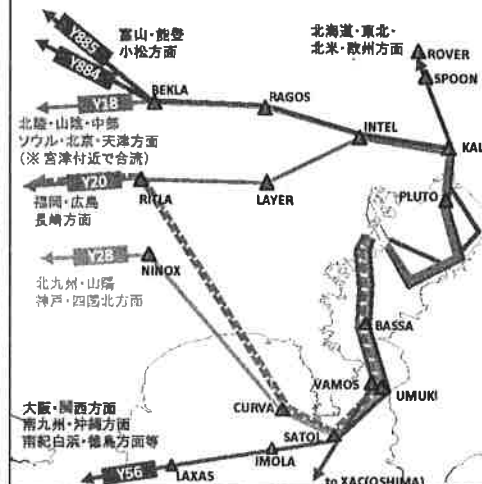 Y885
Y884
富山・能登
小松方面
北海道・東北・
北米・欧州方面
ROVER
SPOON
BEKLA
Y18
RAGOS
INTEL
KAL
北陸・山陰・中部
ソウル・北京・天津方面
(※ 宮津付近で合流)
Y20
RITLA
LAYER
PLUTO
福岡・広島
長崎方面
Y28
NINOX
北九州・山陽
神戸・四国北方面
BASSA
VAMOS
UMUKI
大阪・関西方面
南九州・沖縄方面
南紀白浜・徳島方面等
CURVA
SATOL
IMOLA
Y56
LAXAS
to XAC(OSHIMA)